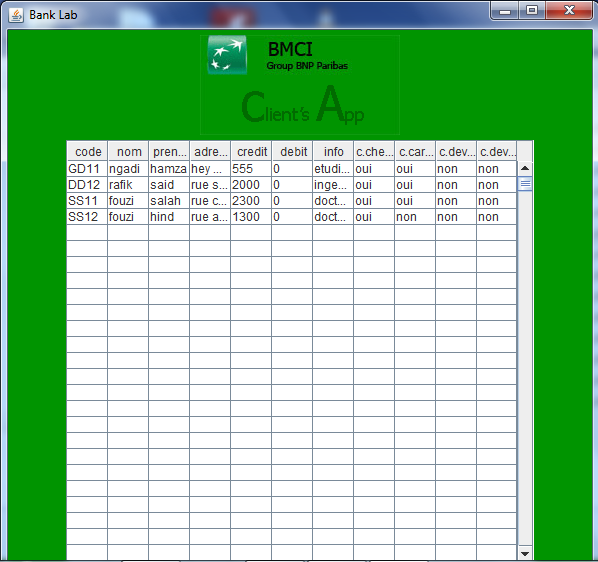 Bank Lab
BMCI
Group BNP Paribas
Client's App
code nom pren... adre... credit debit info c.che... c.car... c.dev... c.dev...
GD11 ngadi hamza hey ... 555 0 etudi... oui oui non non
DD12 rafik said rue s... 2000 0 inge... oui oui non non
SS11 fouzi salah rue c... 2300 0 doct... oui oui non non
SS12 fouzi hind rue a... 1300 0 doct... oui non non non